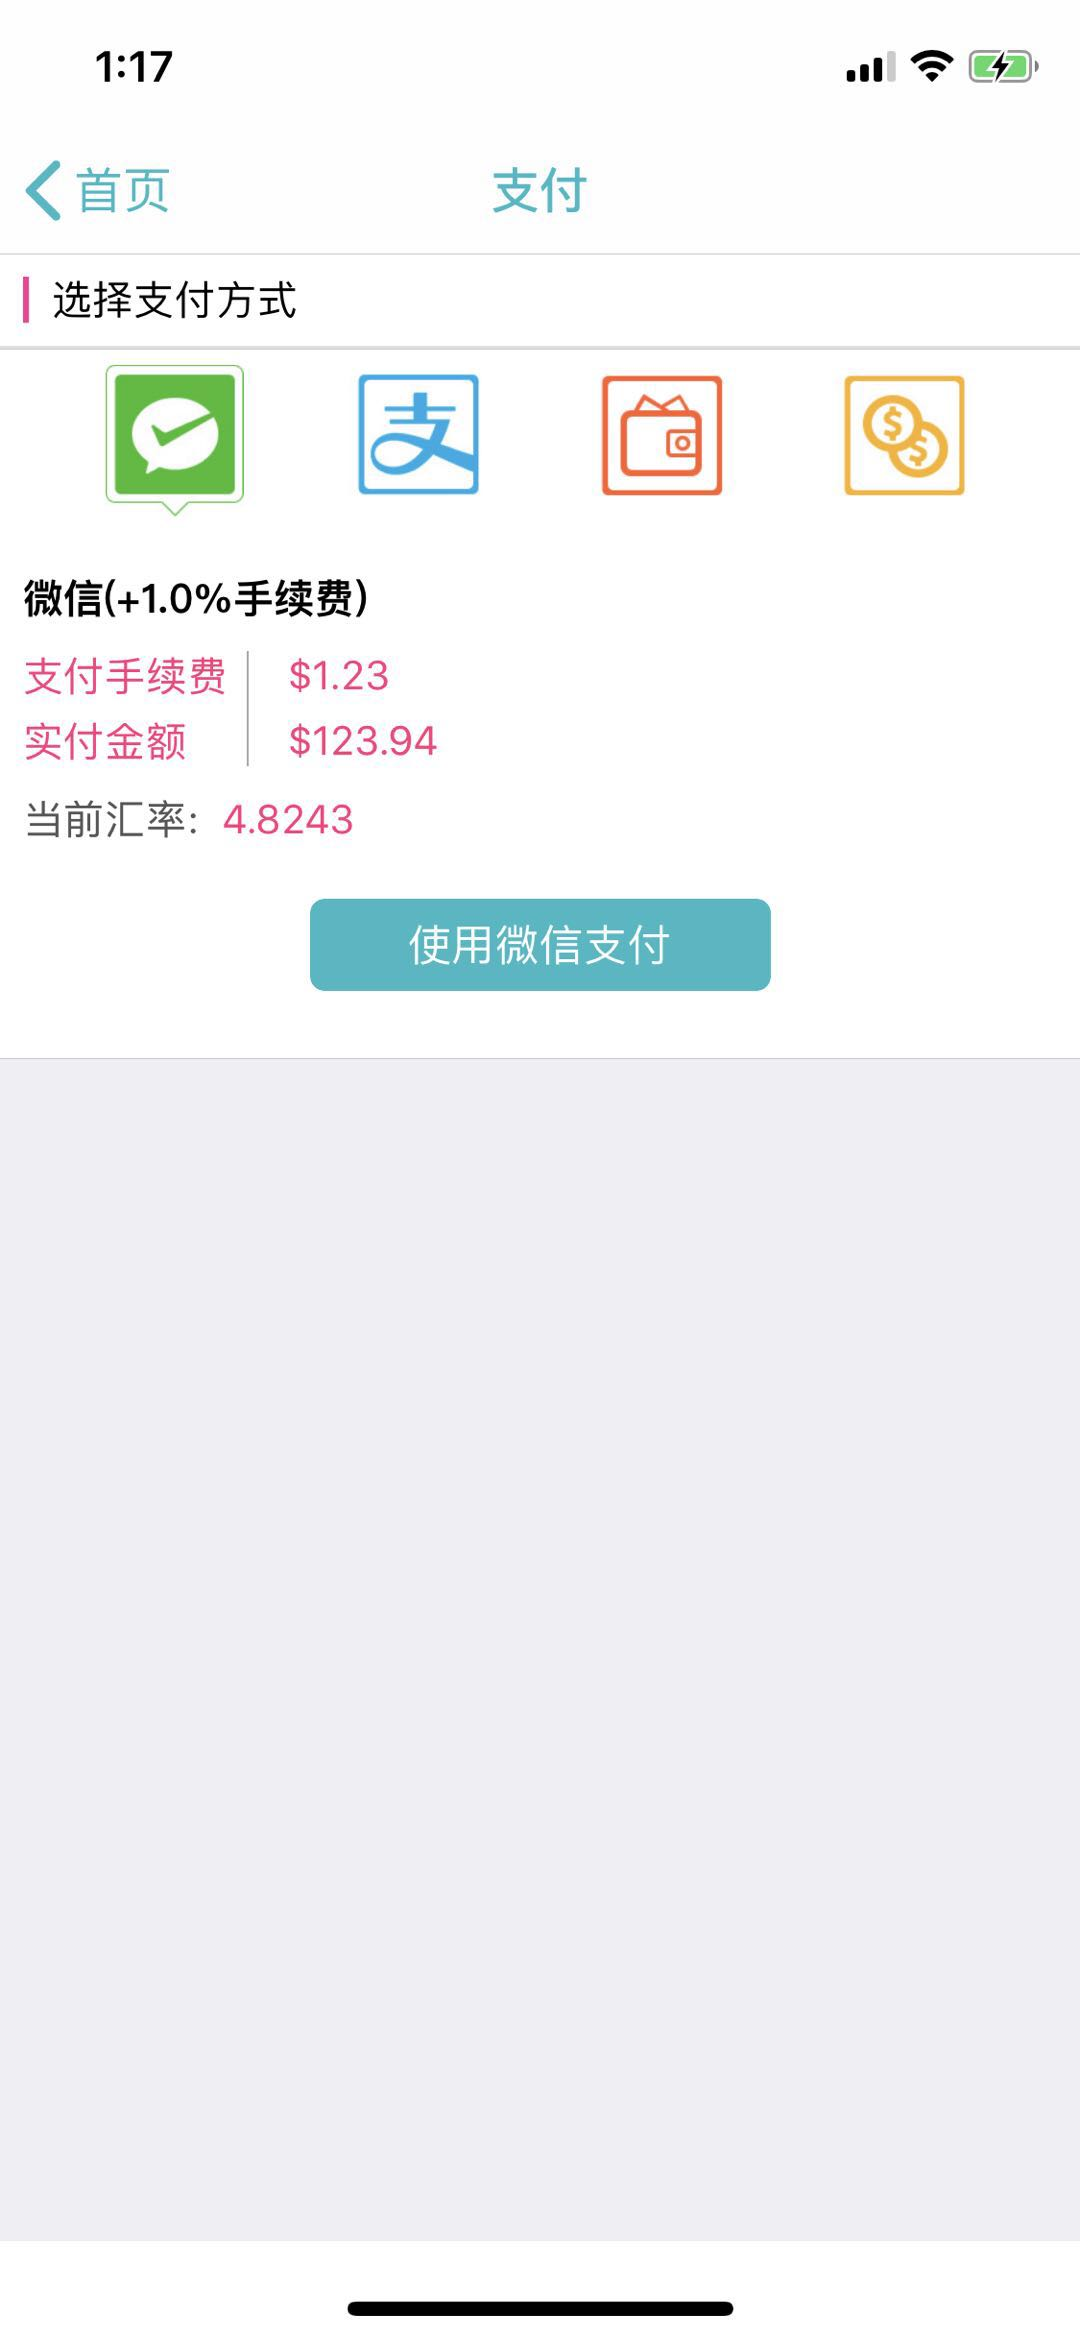 1:17
首页
支付
选择支付方式
支
$
$
微信(+1.0%手续费)
支付手续费 $1.23
实付金额 $123.94
当前汇率: 4.8243
使用微信支付